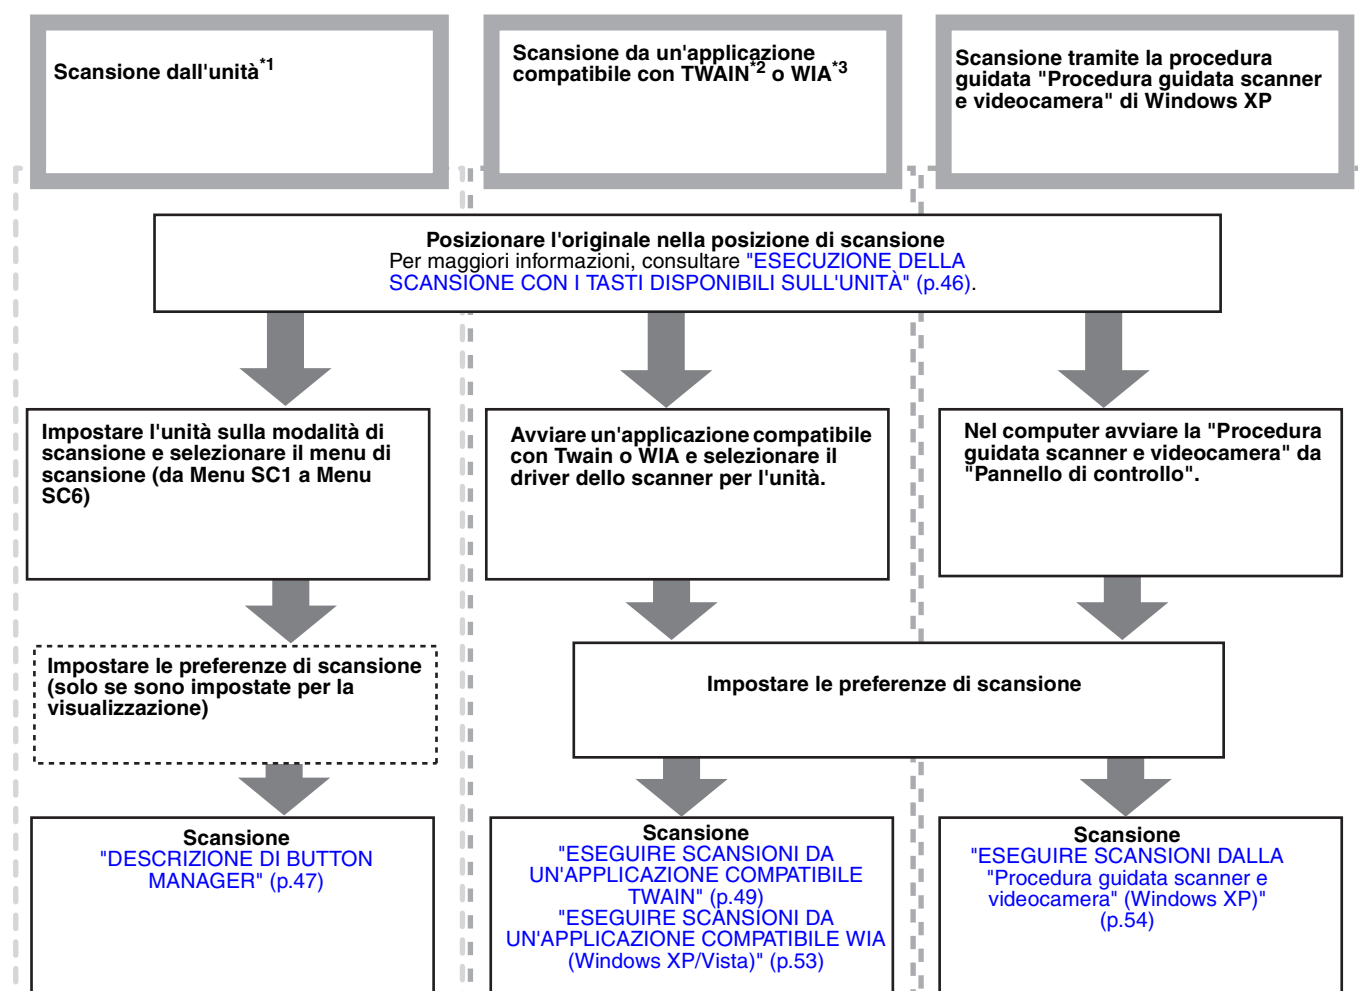 Scansione dall'unità*1
Scansione da un'applicazione
compatibile con TWAIN*2 o WIA*3
Scansione tramite la procedura
guidata "Procedura guidata scanner
e videocamera" di Windows XP
Posizionare l'originale nella posizione di scansione
Per maggiori informazioni, consultare "ESECUZIONE DELLA
SCANSIONE CON I TASTI DISPONIBILI SULL'UNITÀ" (p.46).
Impostare l'unità sulla modalità di
scansione e selezionare il menu di
scansione (da Menu SC1 a Menu
SC6)
Avviare un'applicazione compatibile
con Twain o WIA e selezionare il
driver dello scanner per l'unità.
Nel computer avviare la "Procedura
guidata scanner e videocamera" da
"Pannello di controllo".
Impostare le preferenze di scansione
(solo se sono impostate per la
visualizzazione)
Impostare le preferenze di scansione
Scansione
"DESCRIZIONE DI BUTTON
MANAGER" (p.47)
Scansione
"ESEGUIRE SCANSIONI DA
UN'APPLICAZIONE COMPATIBILE
TWAIN" (p.49)
"ESEGUIRE SCANSIONI DA
UN'APPLICAZIONE COMPATIBILE WIA
(Windows XP/Vista)" (p.53)
Scansione
"ESEGUIRE SCANSIONI DALLA
"Procedura guidata scanner e
videocamera" (Windows XP)"
(p.54)